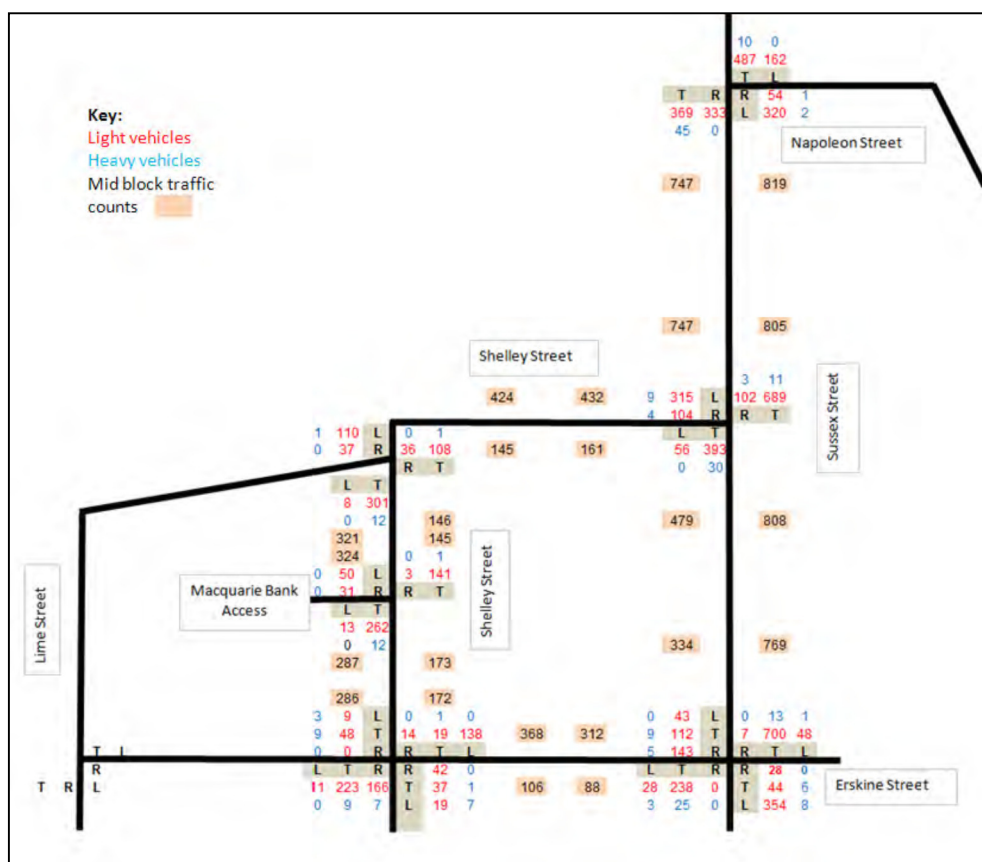 10 0
487 162
T L
Key:
Light vehicles
Heavy vehicles
Mid block traffic
counts
T R R 54 1
369 333 L 320 2
45 0
Napoleon Street
747 819
747 805
Shelley Street
Sussex Street
3 11
424 432 9 315 L 102 689
4 104 R R T
1 110 L 0 1 L T
0 37 R 36 108 145 161 56 393
R T 0 30
L T
8 301
0 12 146 479 808
321 145
324 0 1
Shelley Street
0 50 L 3 141
Macquarie Bank
Access
0 31 R R T
L T
13 262
0 12
Lime Street
334 769
287 173
286 172
3 9 L 0 1 0 0 43 L 0 13 1
9 48 T 14 19 138 368 312 9 112 T 7 700 48
T L 0 0 R R T L 5 143 R R T L
R L T R R 42 0 L T R R 28 0
T R L 11 223 166 T 37 1 106 88 28 238 0 T 44 6
Erskine Street
0 9 7 L 19 7 3 25 0 L 354 8